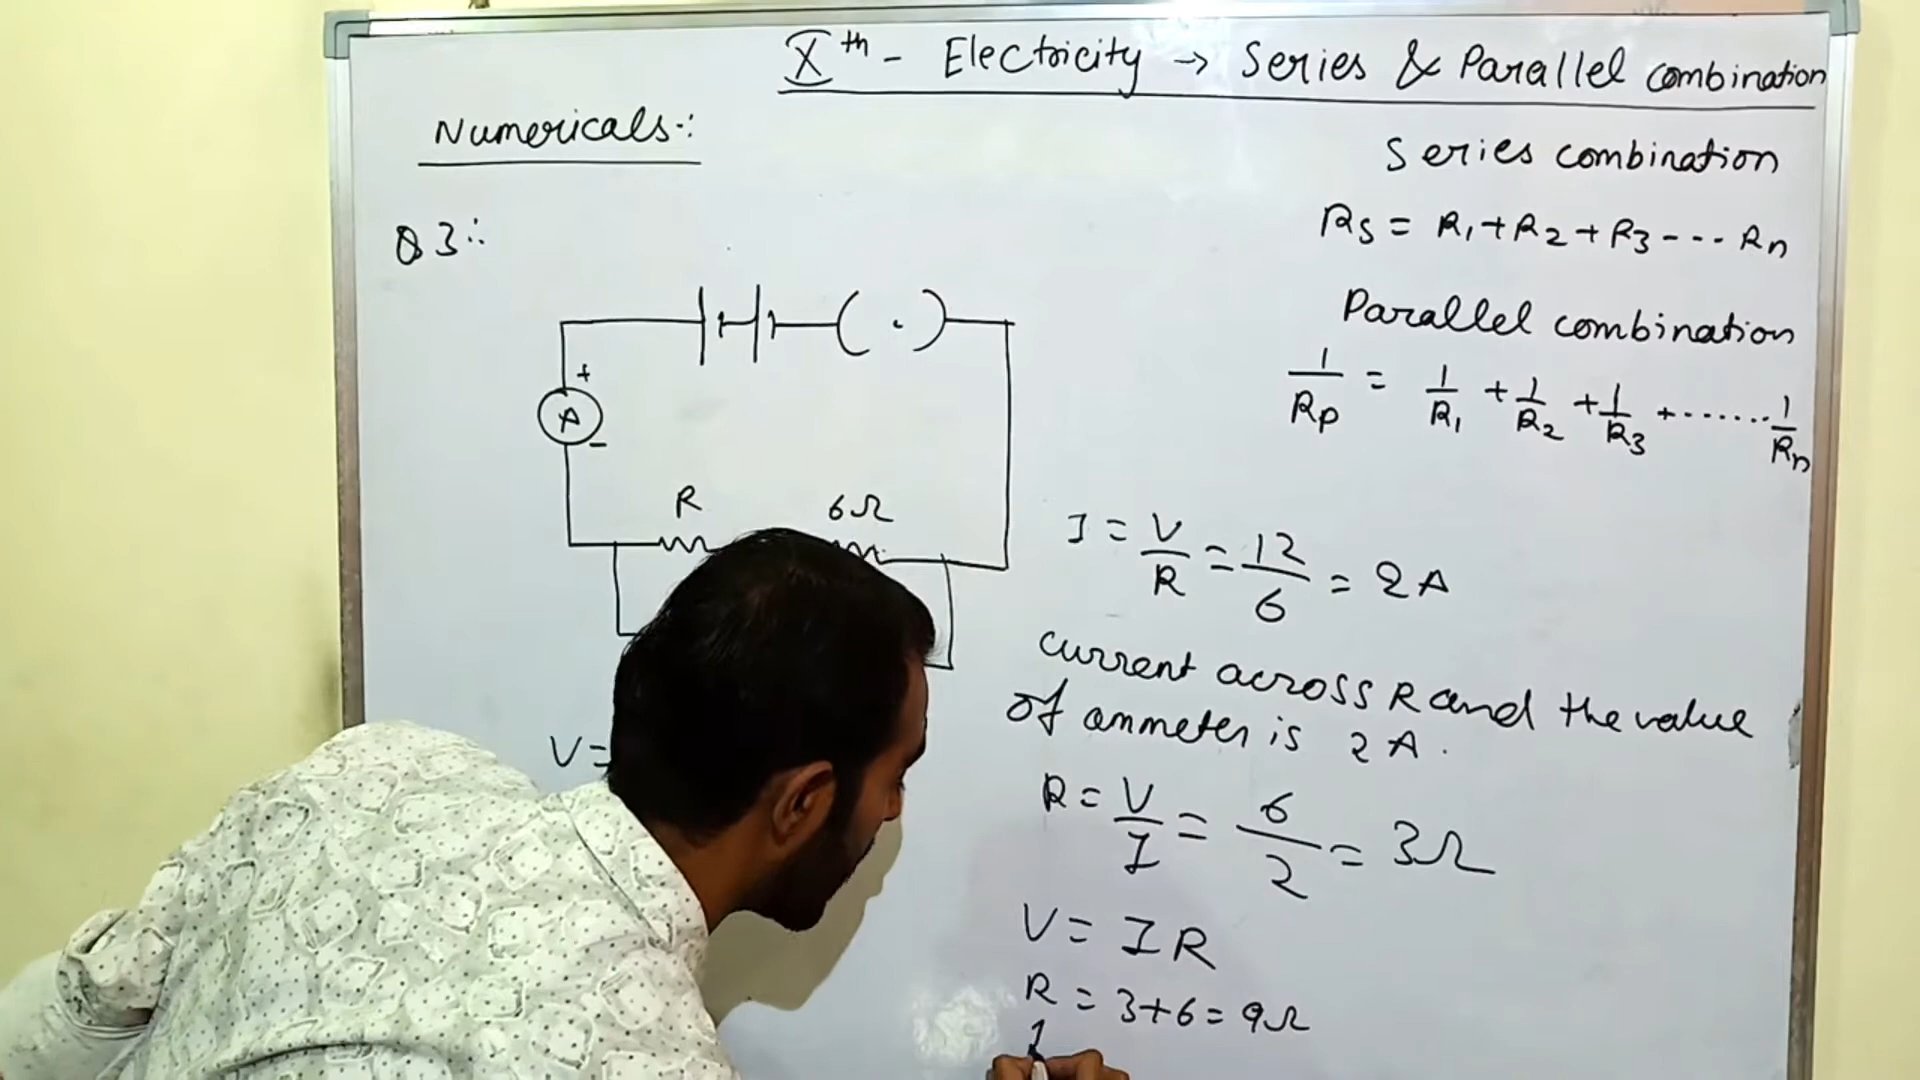 Xth - Electricity → Series & Parallel combination
Numericals:
Series combination
Rs = R1 + R2 + R3 --- Rn
Q3:
Parallel combination
1/Rp = 1/R1 + 1/R2 + 1/R3 + ....... 1/Rn
+
A
-
R
6Ω
I = V/R = 12/6 = 2A
current across R and the value
of ammeter is 2A.
V=
R = V/I = 6/2 = 3Ω
V = IR
R = 3+6 = 9Ω